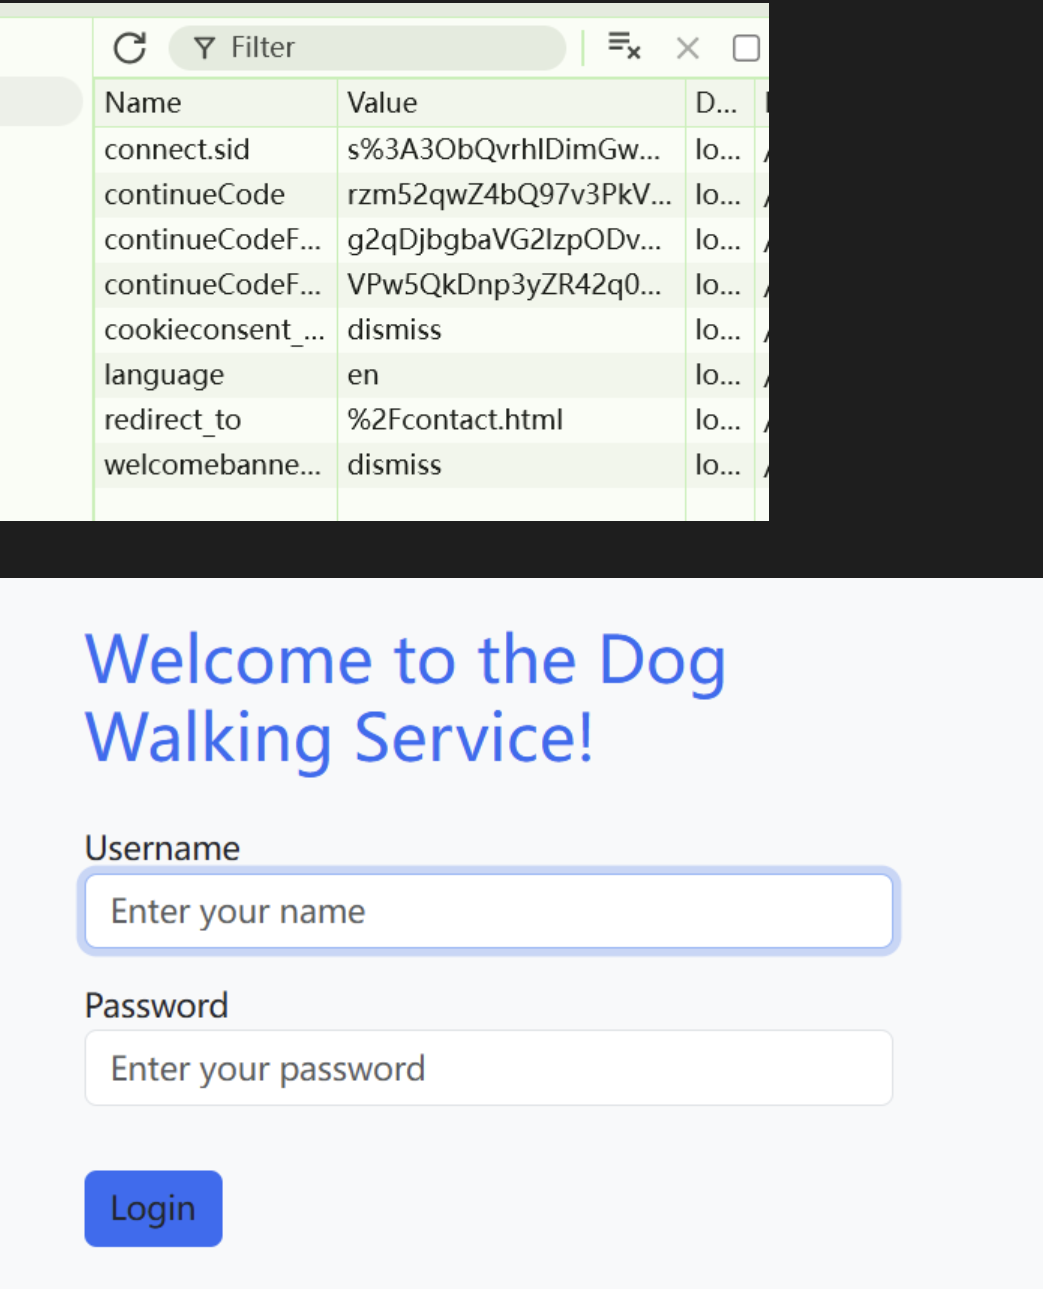 Filter
Name Value D...
connect.sid s%3A3ObQvrhlDimGw... lo...
continueCode rzm52qwZ4bQ97v3PkV... lo...
continueCodeF... g2qDjbgbaVG2lzpODv... lo...
continueCodeF... VPw5QkDnp3yZR42q0... lo...
cookieconsent_... dismiss lo...
language en lo...
redirect_to %2Fcontact.html lo...
welcomebanne... dismiss lo...
Welcome to the Dog
Walking Service!
Username
Enter your name
Password
Enter your password
Login